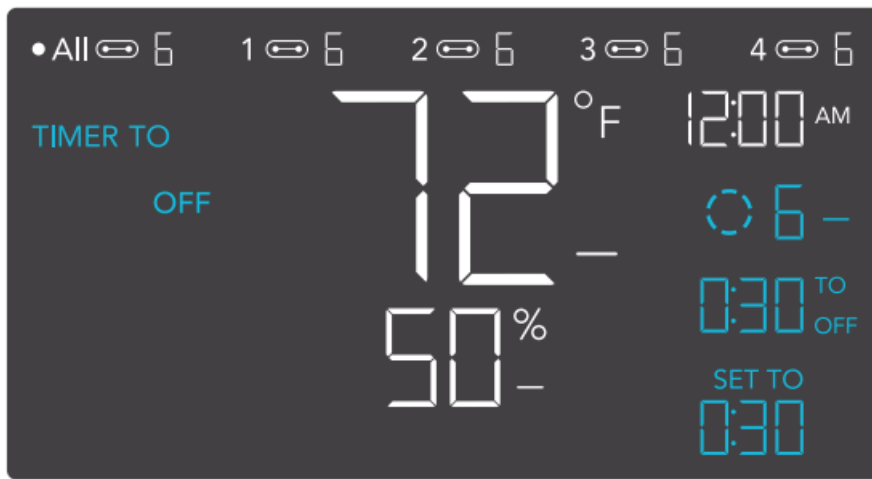 All 6 1 6 2 6 3 6 4 6
TIMER TO
OFF
72 °F
50 %
12:00 AM
6
0:30 TO OFF
SET TO
0:30